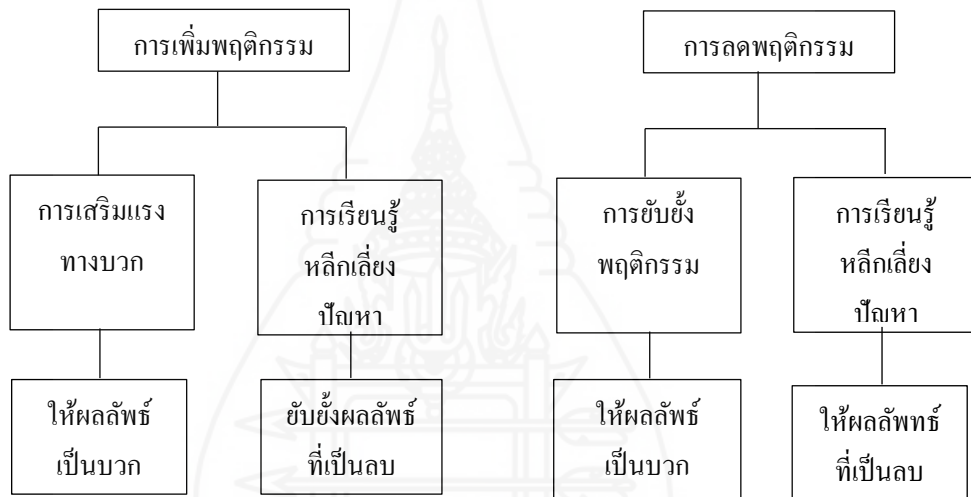 การเพิ่มพฤติกรรม
การลดพฤติกรรม
การเสริมแรง
ทางบวก
การเรียนรู้
หลีกเลี่ยง
ปัญหา
การยับยั้ง
พฤติกรรม
การเรียนรู้
หลีกเลี่ยง
ปัญหา
ให้ผลลัพธ์
เป็นบวก
ยับยั้งผลลัพธ์
ที่เป็นลบ
ให้ผลลัพธ์
เป็นบวก
ให้ผลลัพทธ์
ที่เป็นลบ